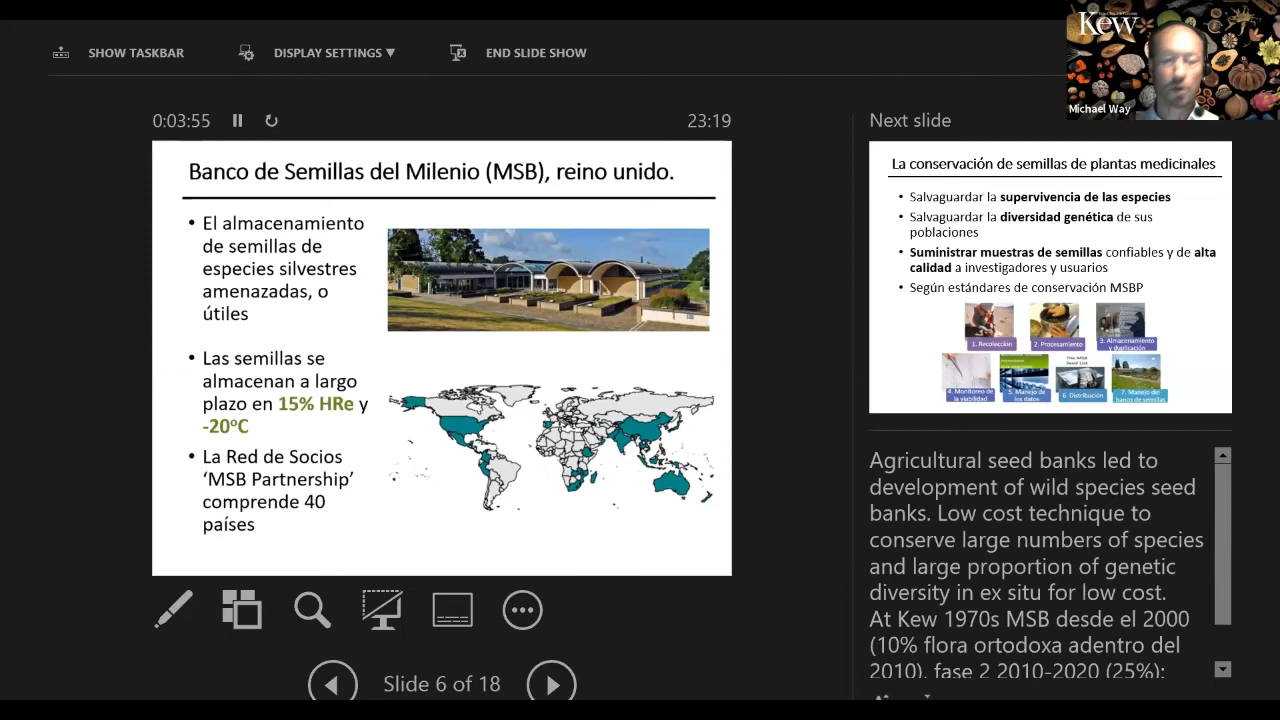 SHOW TASKBAR
DISPLAY SETTINGS ▼
END SLIDE SHOW
Kew
Michael Way
0:03:55
23:19
Next slide
Banco de Semillas del Milenio (MSB), reino unido.
• El almacenamiento
de semillas de
especies silvestres
amenazadas, o
útiles
• Las semillas se
almacenan a largo
plazo en 15% HRe y
-20°C
• La Red de Socios
‘MSB Partnership’
comprende 40
países
La conservación de semillas de plantas medicinales
• Salvaguardar la supervivencia de las especies
• Salvaguardar la diversidad genética de sus
poblaciones
• Suministrar muestras de semillas confiables y de alta
calidad a investigadores y usuarios
• Según estándares de conservación MSBP
1. Recolección
2. Procesamiento
3. Almacenamiento
y duplicación
The MSB
Seed List
4. Monitoreo de
la viabilidad
5. Manejo de
los datos
6. Distribución
7. Manejo del
banco de semillas
Agricultural seed banks led to
development of wild species seed
banks. Low cost technique to
conserve large numbers of species
and large proportion of genetic
diversity in ex situ for low cost.
At Kew 1970s MSB desde el 2000
(10% flora ortodoxa adentro del
2010), fase 2 2010-2020 (25%);
Slide 6 of 18